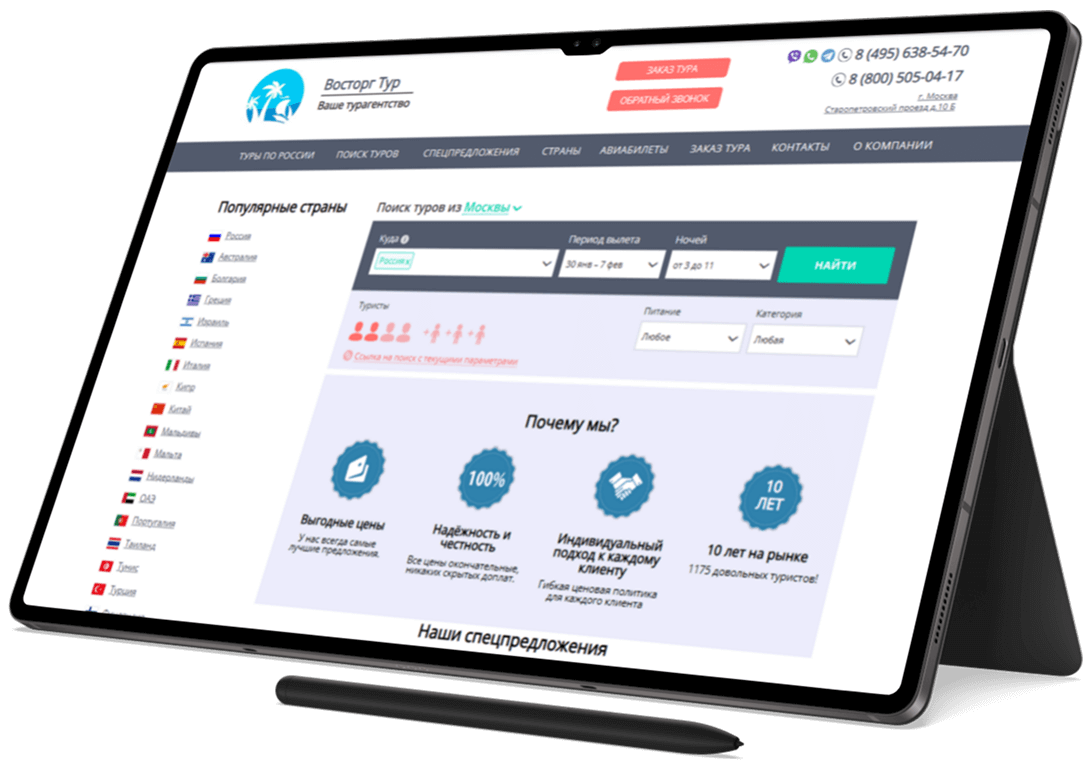 Восторг Тур
Ваше турагентство
ЗАКАЗ ТУРА
ОБРАТНЫЙ ЗВОНОК
8 (495) 638-54-70
8 (800) 505-04-17
г. Москва
Старопетровский проезд д.10 Б
ТУРЫ ПО РОССИИ ПОИСК ТУРОВ СПЕЦПРЕДЛОЖЕНИЯ СТРАНЫ АВИАБИЛЕТЫ ЗАКАЗ ТУРА КОНТАКТЫ О КОМПАНИИ
Популярные страны
Россия
Австралия
Болгария
Греция
Израиль
Испания
Италия
Кипр
Китай
Мальдивы
Мальта
Нидерланды
ОАЭ
Португалия
Таиланд
Тунис
Турция
Поиск туров из Москвы
Куда
Россия x
Период вылета
30 янв – 7 фев
Ночей
от 3 до 11
НАЙТИ
Туристы
Ссылка на поиск с текущими параметрами
Питание
Любое
Категория
Любая
Почему мы?
Выгодные цены
У нас всегда самые
лучшие предложения.
100%
Надёжность и
честность
Все цены окончательные,
никаких скрытых доплат.
Индивидуальный
подход к каждому
клиенту
Гибкая ценовая политика
для каждого клиента
10
ЛЕТ
10 лет на рынке
1175 довольных туристов!
Наши спецпредложения